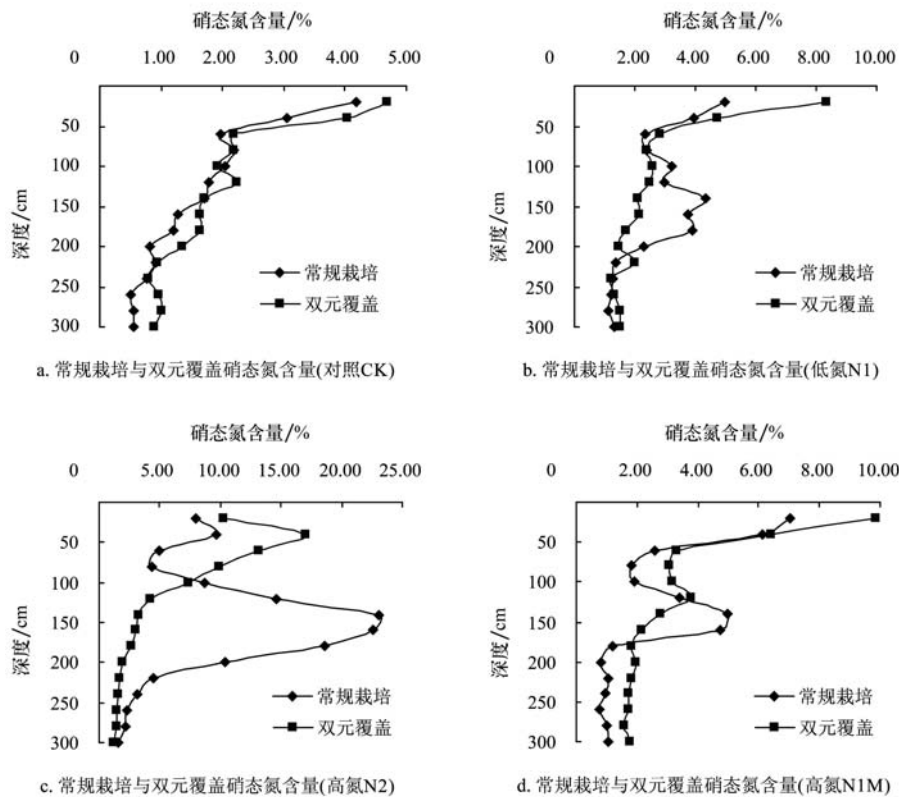 硝态氮含量/%
0 1.00 2.00 3.00 4.00 5.00
50
100
150
200
250
300
深度/cm
常规栽培
双元覆盖
a. 常规栽培与双元覆盖硝态氮含量(对照CK)
硝态氮含量/%
0 2.00 4.00 6.00 8.00 10.00
50
100
150
200
250
300
深度/cm
常规栽培
双元覆盖
b. 常规栽培与双元覆盖硝态氮含量(低氮N1)
硝态氮含量/%
0 5.00 10.00 15.00 20.00 25.00
50
100
150
200
250
300
深度/cm
常规栽培
双元覆盖
c. 常规栽培与双元覆盖硝态氮含量(高氮N2)
硝态氮含量/%
0 2.00 4.00 6.00 8.00 10.00
50
100
150
200
250
300
深度/cm
常规栽培
双元覆盖
d. 常规栽培与双元覆盖硝态氮含量(高氮N1M)